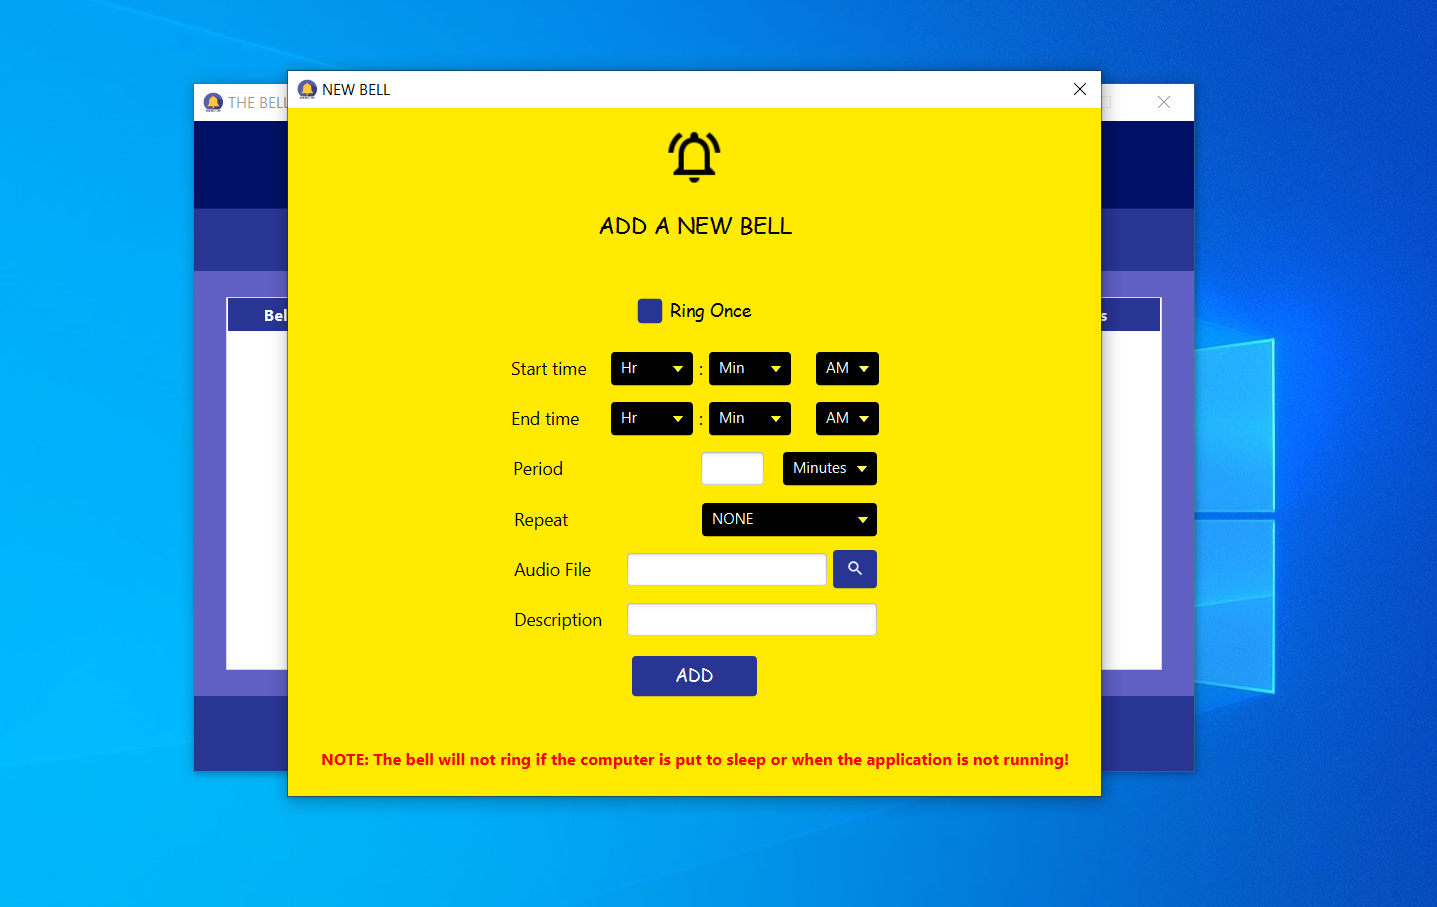 THE BELL
NEW BELL
ADD A NEW BELL
Ring Once
Start time Hr : Min AM
End time Hr : Min AM
Period Minutes
Repeat NONE
Audio File
Description
ADD
NOTE: The bell will not ring if the computer is put to sleep or when the application is not running!
Bel
s